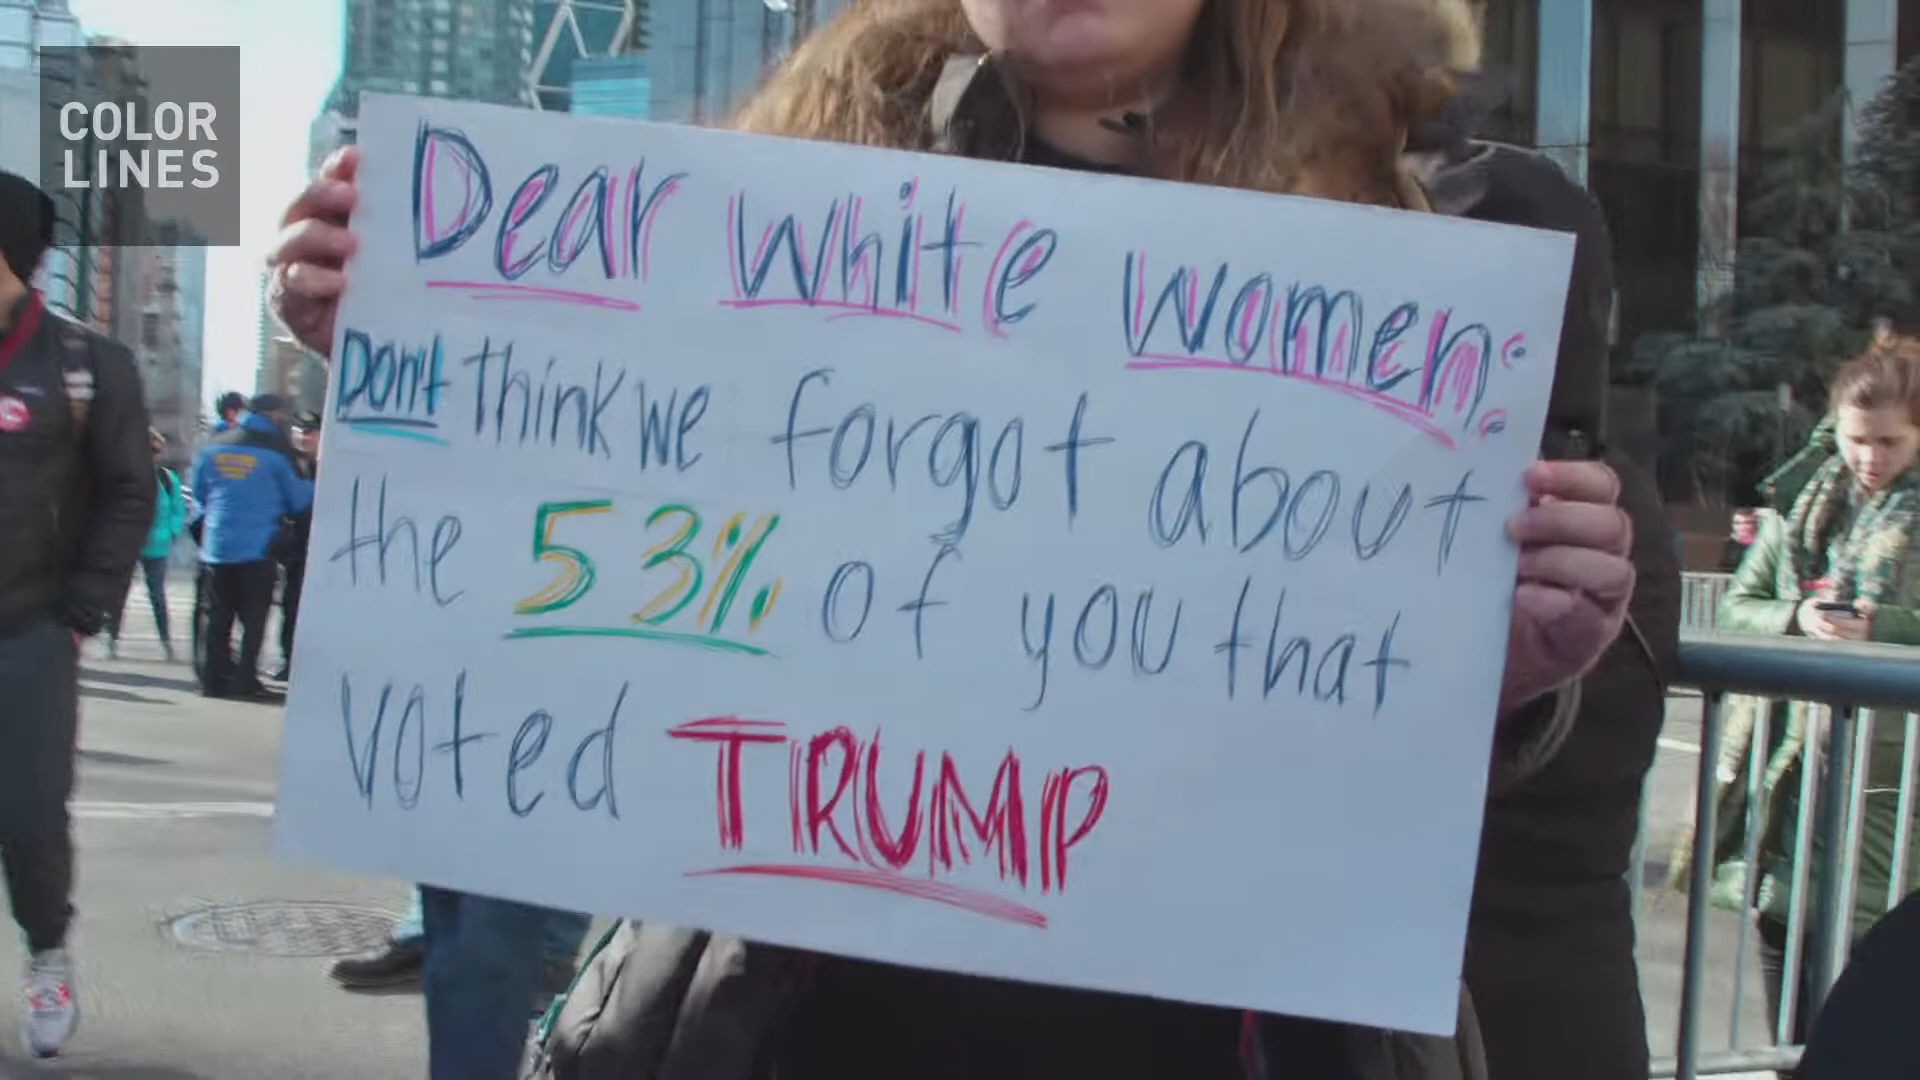 COLOR
LINES
Dear white women:
Don't think we forgot about
the 53% of you that
voted TRUMP